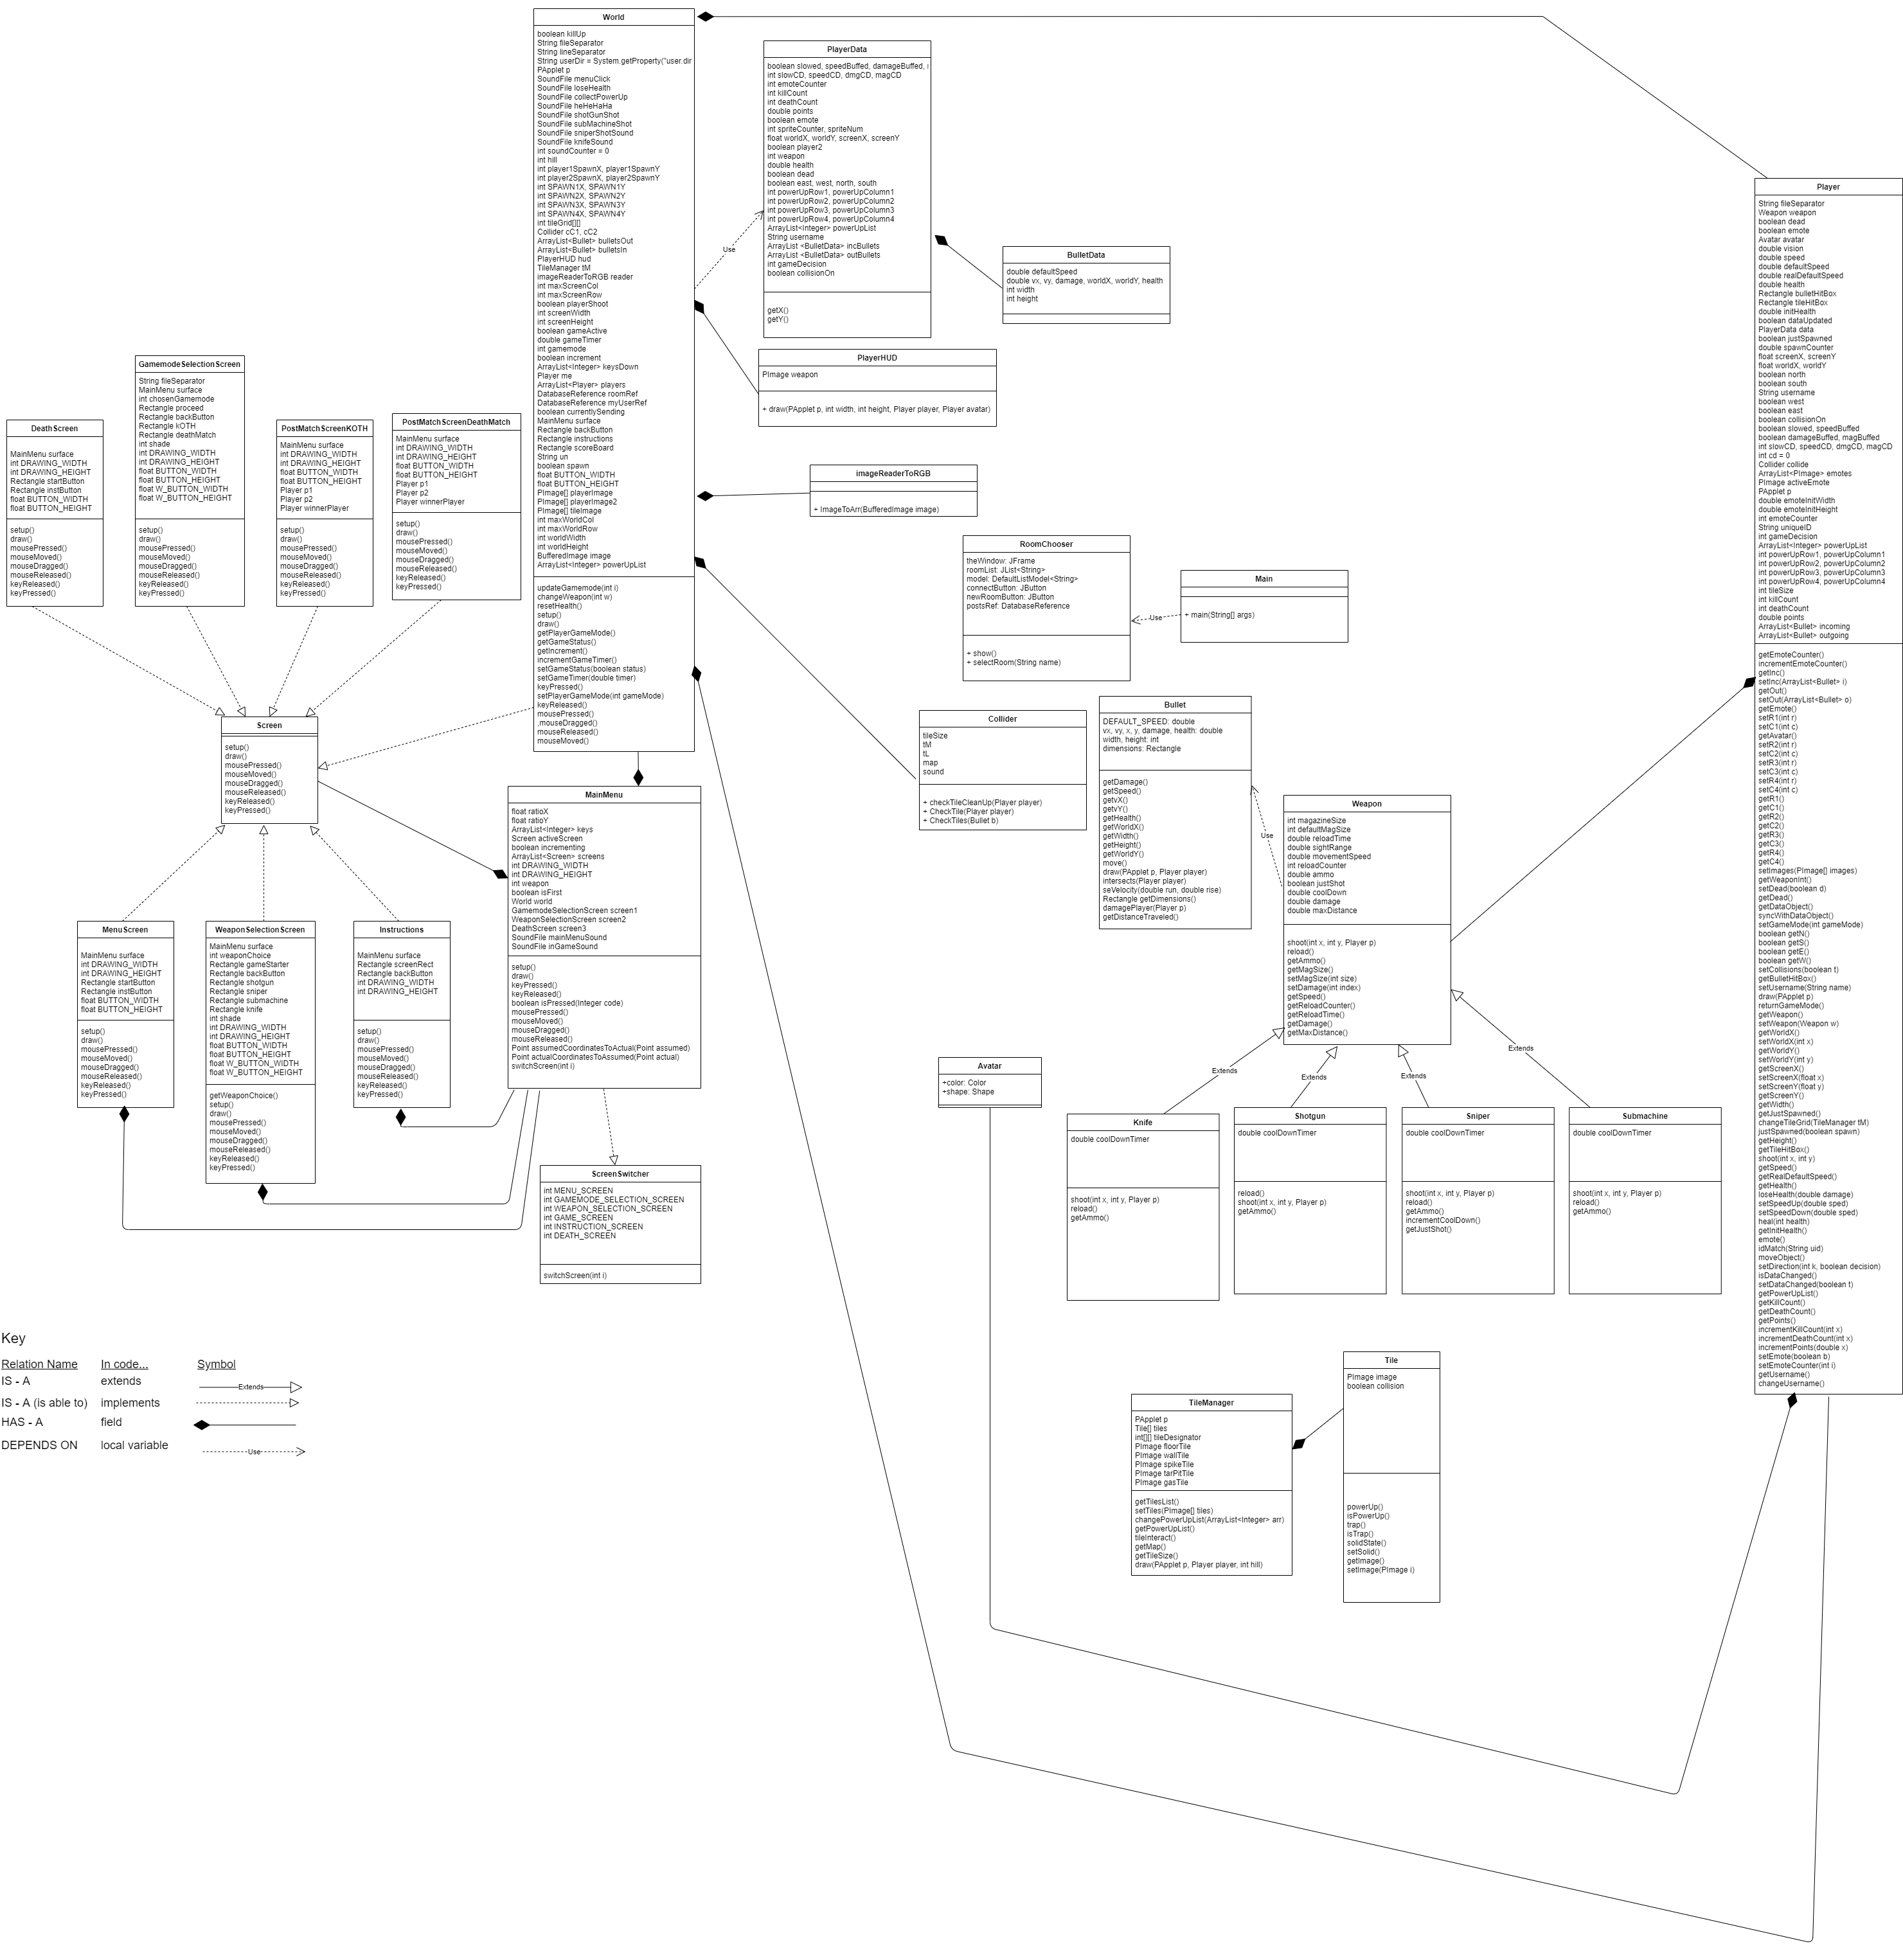 World
boolean killUp
String fileSeparator
String lineSeparator
String userDir = System.getProperty("user.dir
PApplet p
SoundFile menuClick
SoundFile loseHealth
SoundFile collectPowerUp
SoundFile heHeHaHa
SoundFile shotGunShot
SoundFile subMachineShot
SoundFile sniperShotSound
SoundFile knifeSound
int soundCounter = 0
int hill
int player1SpawnX, player1SpawnY
int player2SpawnX, player2SpawnY
int SPAWN1X, SPAWN1Y
int SPAWN2X, SPAWN2Y
int SPAWN3X, SPAWN3Y
int SPAWN4X, SPAWN4Y
int tileGrid[][]
Collider cC1, cC2
ArrayList<Bullet> bulletsOut
ArrayList<Bullet> bulletsIn
PlayerHUD hud
TileManager tM
imageReaderToRGB reader
int maxScreenCol
int maxScreenRow
boolean playerShoot
int screenWidth
int screenHeight
boolean gameActive
double gameTimer
int gamemode
boolean increment
ArrayList<Integer> keysDown
Player me
ArrayList<Player> players
DatabaseReference roomRef
DatabaseReference myUserRef
boolean currentlySending
MainMenu surface
Rectangle backButton
Rectangle instructions
Rectangle scoreBoard
String un
boolean spawn
float BUTTON_WIDTH
float BUTTON_HEIGHT
PImage[] playerImage
PImage[] playerImage2
PImage[] tileImage
int maxWorldCol
int maxWorldRow
int worldWidth
int worldHeight
BufferedImage image
ArrayList<Integer> powerUpList
updateGamemode(int i)
changeWeapon(int w)
resetHealth()
setup()
draw()
getPlayerGameMode()
getGameStatus()
getIncrement()
incrementGameTimer()
setGameStatus(boolean status)
setGameTimer(double timer)
keyPressed()
setPlayerGameMode(int gameMode)
keyReleased()
mousePressed()
,mouseDragged()
mouseReleased()
mouseMoved()
PlayerData
boolean slowed, speedBuffed, damageBuffed,
int slowCD, speedCD, dmgCD, magCD
int emoteCounter
int killCount
int deathCount
double points
boolean emote
int spriteCounter, spriteNum
float worldX, worldY, screenX, screenY
boolean player2
int weapon
double health
boolean dead
boolean east, west, north, south
int powerUpRow1, powerUpColumn1
int powerUpRow2, powerUpColumn2
int powerUpRow3, powerUpColumn3
int powerUpRow4, powerUpColumn4
ArrayList<Integer> powerUpList
String username
ArrayList <BulletData> incBullets
ArrayList <BulletData> outBullets
int gameDecision
boolean collisionOn
getX()
getY()
Use
BulletData
double defaultSpeed
double vx, vy, damage, worldX, worldY, health
int width
int height
PlayerHUD
PImage weapon
+ draw(PApplet p, int width, int height, Player player, Player avatar)
imageReaderToRGB
+ ImageToArr(BufferedImage image)
RoomChooser
theWindow: JFrame
roomList: JList<String>
model: DefaultListModel<String>
connectButton: JButton
newRoomButton: JButton
postsRef: DatabaseReference
+ show()
+ selectRoom(String name)
Use
Main
+ main(String[] args)
Player
String fileSeparator
Weapon weapon
boolean dead
boolean emote
Avatar avatar
double vision
double speed
double defaultSpeed
double realDefaultSpeed
double health
Rectangle bulletHitBox
Rectangle tileHitBox
double initHealth
boolean dataUpdated
PlayerData data
boolean justSpawned
double spawnCounter
float screenX, screenY
float worldX, worldY
boolean north
boolean south
String username
boolean west
boolean east
boolean collisionOn
boolean slowed, speedBuffed
boolean damageBuffed, magBuffed
int slowCD, speedCD, dmgCD, magCD
int cd = 0
Collider collide
ArrayList<PImage> emotes
PImage activeEmote
PApplet p
double emoteInitWidth
double emoteInitHeight
int emoteCounter
String uniqueID
int gameDecision
ArrayList<Integer> powerUpList
int powerUpRow1, powerUpColumn1
int powerUpRow2, powerUpColumn2
int powerUpRow3, powerUpColumn3
int powerUpRow4, powerUpColumn4
int tileSize
int killCount
int deathCount
double points
ArrayList<Bullet> incoming
ArrayList<Bullet> outgoing
getEmoteCounter()
incrementEmoteCounter()
getInc()
setInc(ArrayList<Bullet> i)
getOut()
setOut(ArrayList<Bullet> o)
getEmote()
setR1(int r)
setC1(int c)
getAvatar()
setR2(int r)
setC2(int c)
setR3(int r)
setC3(int c)
setR4(int r)
setC4(int c)
getR1()
getC1()
getR2()
getC2()
getR3()
getC3()
getR4()
getC4()
setImages(PImage[] images)
getWeaponInt()
setDead(boolean d)
getDead()
getDataObject()
syncWithDataObject()
setGameMode(int gameMode)
boolean getN()
boolean getS()
boolean getE()
boolean getW()
setCollisions(boolean t)
getBulletHitBox()
setUsername(String name)
draw(PApplet p)
returnGameMode()
getWeapon()
setWeapon(Weapon w)
getWorldX()
setWorldX(int x)
getWorldY()
setWorldY(int y)
getScreenX()
setScreenX(float x)
setScreenY(float y)
getScreenY()
getWidth()
getJustSpawned()
changeTileGrid(TileManager tM)
justSpawned(boolean spawn)
getHeight()
getTileHitBox()
shoot(int x, int y)
getSpeed()
getRealDefaultSpeed()
getHealth()
loseHealth(double damage)
setSpeedUp(double sped)
setSpeedDown(double sped)
heal(int health)
getInitHealth()
emote()
idMatch(String uid)
moveObject()
setDirection(int k, boolean decision)
isDataChanged()
setDataChanged(boolean t)
getPowerUpList()
getKillCount()
getDeathCount()
getPoints()
incrementKillCount(int x)
incrementDeathCount(int x)
incrementPoints(double x)
setEmote(boolean b)
setEmoteCounter(int i)
getUsername()
changeUsername()
DeathScreen
MainMenu surface
int DRAWING_WIDTH
int DRAWING_HEIGHT
Rectangle startButton
Rectangle instButton
float BUTTON_WIDTH
float BUTTON_HEIGHT
setup()
draw()
mousePressed()
mouseMoved()
mouseDragged()
mouseReleased()
keyReleased()
keyPressed()
GamemodeSelectionScreen
String fileSeparator
MainMenu surface
int chosenGamemode
Rectangle proceed
Rectangle backButton
Rectangle kOTH
Rectangle deathMatch
int shade
int DRAWING_WIDTH
int DRAWING_HEIGHT
float BUTTON_WIDTH
float BUTTON_HEIGHT
float W_BUTTON_WIDTH
float W_BUTTON_HEIGHT
setup()
draw()
mousePressed()
mouseMoved()
mouseDragged()
mouseReleased()
keyReleased()
keyPressed()
PostMatchScreenKOTH
MainMenu surface
int DRAWING_WIDTH
int DRAWING_HEIGHT
float BUTTON_WIDTH
float BUTTON_HEIGHT
Player p1
Player p2
Player winnerPlayer
setup()
draw()
mousePressed()
mouseMoved()
mouseDragged()
mouseReleased()
keyReleased()
keyPressed()
PostMatchScreenDeathMatch
MainMenu surface
int DRAWING_WIDTH
int DRAWING_HEIGHT
float BUTTON_WIDTH
float BUTTON_HEIGHT
Player p1
Player p2
Player winnerPlayer
setup()
draw()
mousePressed()
mouseMoved()
mouseDragged()
mouseReleased()
keyReleased()
keyPressed()
Screen
setup()
draw()
mousePressed()
mouseMoved()
mouseDragged()
mouseReleased()
keyReleased()
keyPressed()
MainMenu
float ratioX
float ratioY
ArrayList<Integer> keys
Screen activeScreen
boolean incrementing
ArrayList<Screen> screens
int DRAWING_WIDTH
int DRAWING_HEIGHT
int weapon
boolean isFirst
World world
GamemodeSelectionScreen screen1
WeaponSelectionScreen screen2
DeathScreen screen3
SoundFile mainMenuSound
SoundFile inGameSound
setup()
draw()
keyPressed()
keyReleased()
boolean isPressed(Integer code)
mousePressed()
mouseMoved()
mouseDragged()
mouseReleased()
Point assumedCoordinatesToActual(Point assumed)
Point actualCoordinatesToAssumed(Point actual)
switchScreen(int i)
Collider
tileSize
tM
tL
map
sound
+ checkTileCleanUp(Player player)
+ CheckTile(Player player)
+ CheckTiles(Bullet b)
Bullet
DEFAULT_SPEED: double
vx, vy, x, y, damage, health: double
width, height: int
dimensions: Rectangle
getDamage()
getSpeed()
getvX()
getvY()
getHealth()
getWorldX()
getWidth()
getHeight()
getWorldY()
move()
draw(PApplet p, Player player)
intersects(Player player)
seVelocity(double run, double rise)
Rectangle getDimensions()
damagePlayer(Player p)
getDistanceTraveled()
Use
Weapon
int magazineSize
int defaultMagSize
double reloadTime
double sightRange
double movementSpeed
int reloadCounter
double ammo
boolean justShot
double coolDown
double damage
double maxDistance
shoot(int x, int y, Player p)
reload()
getAmmo()
getMagSize()
setMagSize(int size)
setDamage(int index)
getSpeed()
getReloadCounter()
getReloadTime()
getDamage()
getMaxDistance()
MenuScreen
MainMenu surface
int DRAWING_WIDTH
int DRAWING_HEIGHT
Rectangle startButton
Rectangle instButton
float BUTTON_WIDTH
float BUTTON_HEIGHT
setup()
draw()
mousePressed()
mouseMoved()
mouseDragged()
mouseReleased()
keyReleased()
keyPressed()
WeaponSelectionScreen
MainMenu surface
int weaponChoice
Rectangle gameStarter
Rectangle backButton
Rectangle shotgun
Rectangle sniper
Rectangle submachine
Rectangle knife
int shade
int DRAWING_WIDTH
int DRAWING_HEIGHT
float BUTTON_WIDTH
float BUTTON_HEIGHT
float W_BUTTON_WIDTH
float W_BUTTON_HEIGHT
getWeaponChoice()
setup()
draw()
mousePressed()
mouseMoved()
mouseDragged()
mouseReleased()
keyReleased()
keyPressed()
Instructions
MainMenu surface
Rectangle screenRect
Rectangle backButton
int DRAWING_WIDTH
int DRAWING_HEIGHT
setup()
draw()
mousePressed()
mouseMoved()
mouseDragged()
mouseReleased()
keyReleased()
keyPressed()
ScreenSwitcher
int MENU_SCREEN
int GAMEMODE_SELECTION_SCREEN
int WEAPON_SELECTION_SCREEN
int GAME_SCREEN
int INSTRUCTION_SCREEN
int DEATH_SCREEN
switchScreen(int i)
Avatar
+color: Color
+shape: Shape
Extends
Extends
Extends
Extends
Knife
double coolDownTimer
shoot(int x, int y, Player p)
reload()
getAmmo()
Shotgun
double coolDownTimer
reload()
shoot(int x, int y, Player p)
getAmmo()
Sniper
double coolDownTimer
shoot(int x, int y, Player p)
reload()
getAmmo()
incrementCoolDown()
getJustShot()
Submachine
double coolDownTimer
shoot(int x, int y, Player p)
reload()
getAmmo()
TileManager
PApplet p
Tile[] tiles
int[][] tileDesignator
PImage floorTile
PImage wallTile
PImage spikeTile
PImage tarPitTile
PImage gasTile
getTilesList()
setTiles(PImage[] tiles)
changePowerUpList(ArrayList<Integer> arr)
getPowerUpList()
tileInteract()
getMap()
getTileSize()
draw(PApplet p, Player player, int hill)
Tile
PImage image
boolean collision
powerUp()
isPowerUp()
trap()
isTrap()
solidState()
setSolid()
getImage()
setImage(PImage i)
Key
Relation Name In code... Symbol
IS - A extends Extends
IS - A (is able to) implements
HAS - A field
DEPENDS ON local variable Use